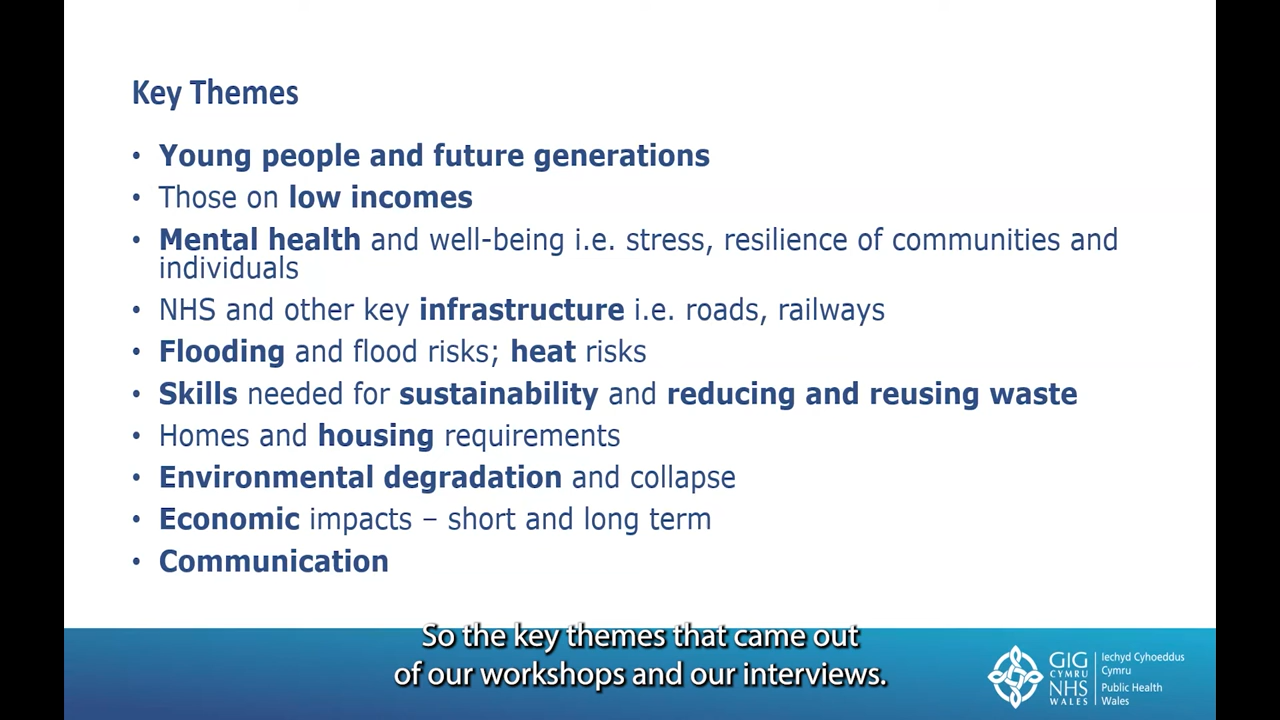 Key Themes
• Young people and future generations
• Those on low incomes
• Mental health and well-being i.e. stress, resilience of communities and
individuals
• NHS and other key infrastructure i.e. roads, railways
• Flooding and flood risks; heat risks
• Skills needed for sustainability and reducing and reusing waste
• Homes and housing requirements
• Environmental degradation and collapse
• Economic impacts – short and long term
• Communication
So the key themes that came out
of our workshops and our interviews.
GIG
CYMRU
NHS
WALES
Iechyd Cyhoeddus
Cymru
Public Health
Wales